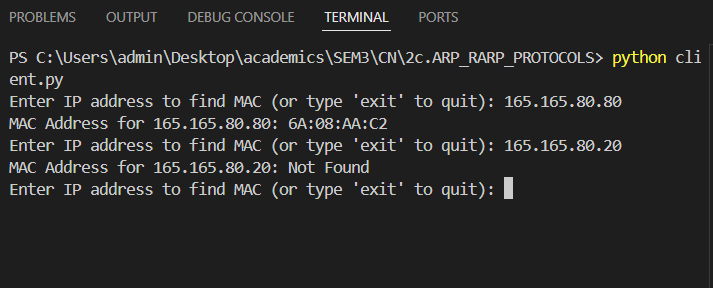 PROBLEMS OUTPUT DEBUG CONSOLE TERMINAL PORTS
PS C:\Users\admin\Desktop\academics\SEM3\CN\2c.ARP_RARP_PROTOCOLS> python cli
ent.py
Enter IP address to find MAC (or type 'exit' to quit): 165.165.80.80
MAC Address for 165.165.80.80: 6A:08:AA:C2
Enter IP address to find MAC (or type 'exit' to quit): 165.165.80.20
MAC Address for 165.165.80.20: Not Found
Enter IP address to find MAC (or type 'exit' to quit):